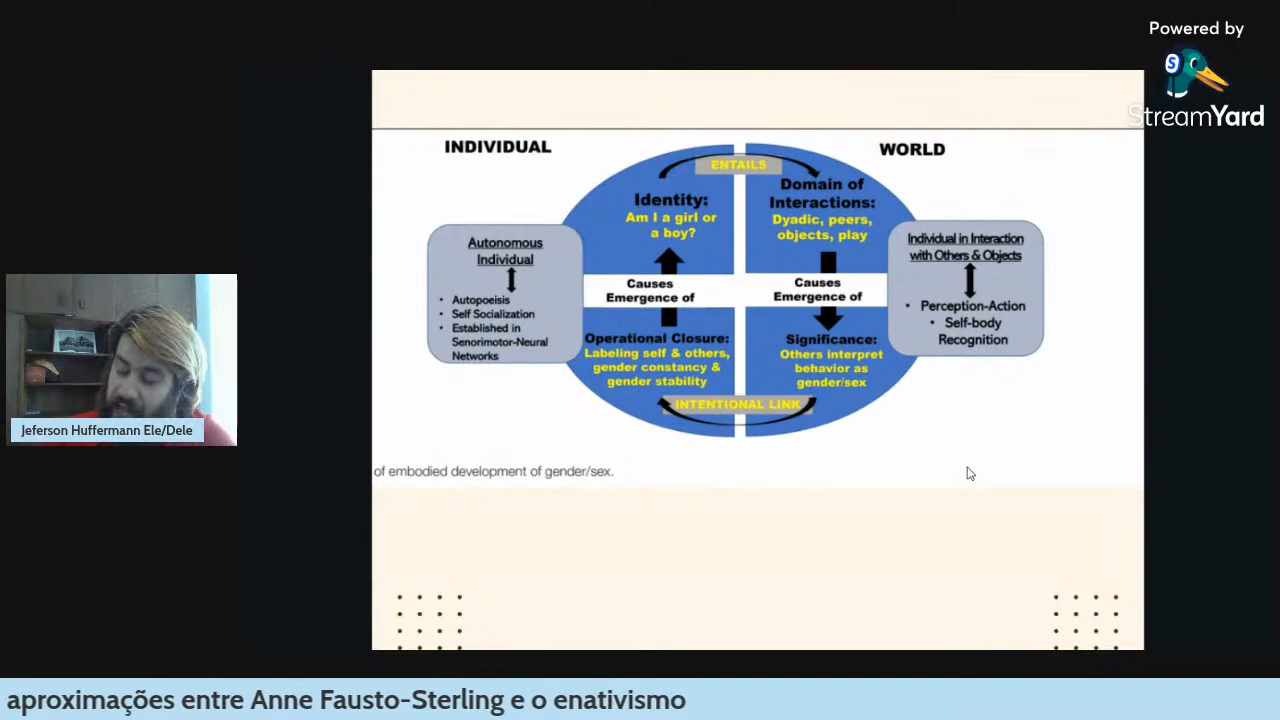 Powered by
StreamYard
INDIVIDUAL
WORLD
ENTAILS
Identity:
Am I a girl or
a boy?
Domain of
Interactions:
Dyadic, peers,
objects, play
Autonomous
Individual
• Autopoeisis
• Self Socialization
• Established in
Senorimotor-Neural
Networks
Individual in Interaction
with Others & Objects
• Perception-Action
• Self-body
Recognition
Causes
Emergence of
Causes
Emergence of
Operational Closure:
Labeling self & others,
gender constancy &
gender stability
Significance:
Others interpret
behavior as
gender/sex
INTENTIONAL LINK
of embodied development of gender/sex.
Jeferson Huffermann Ele/Dele
aproximações entre Anne Fausto-Sterling e o enativismo